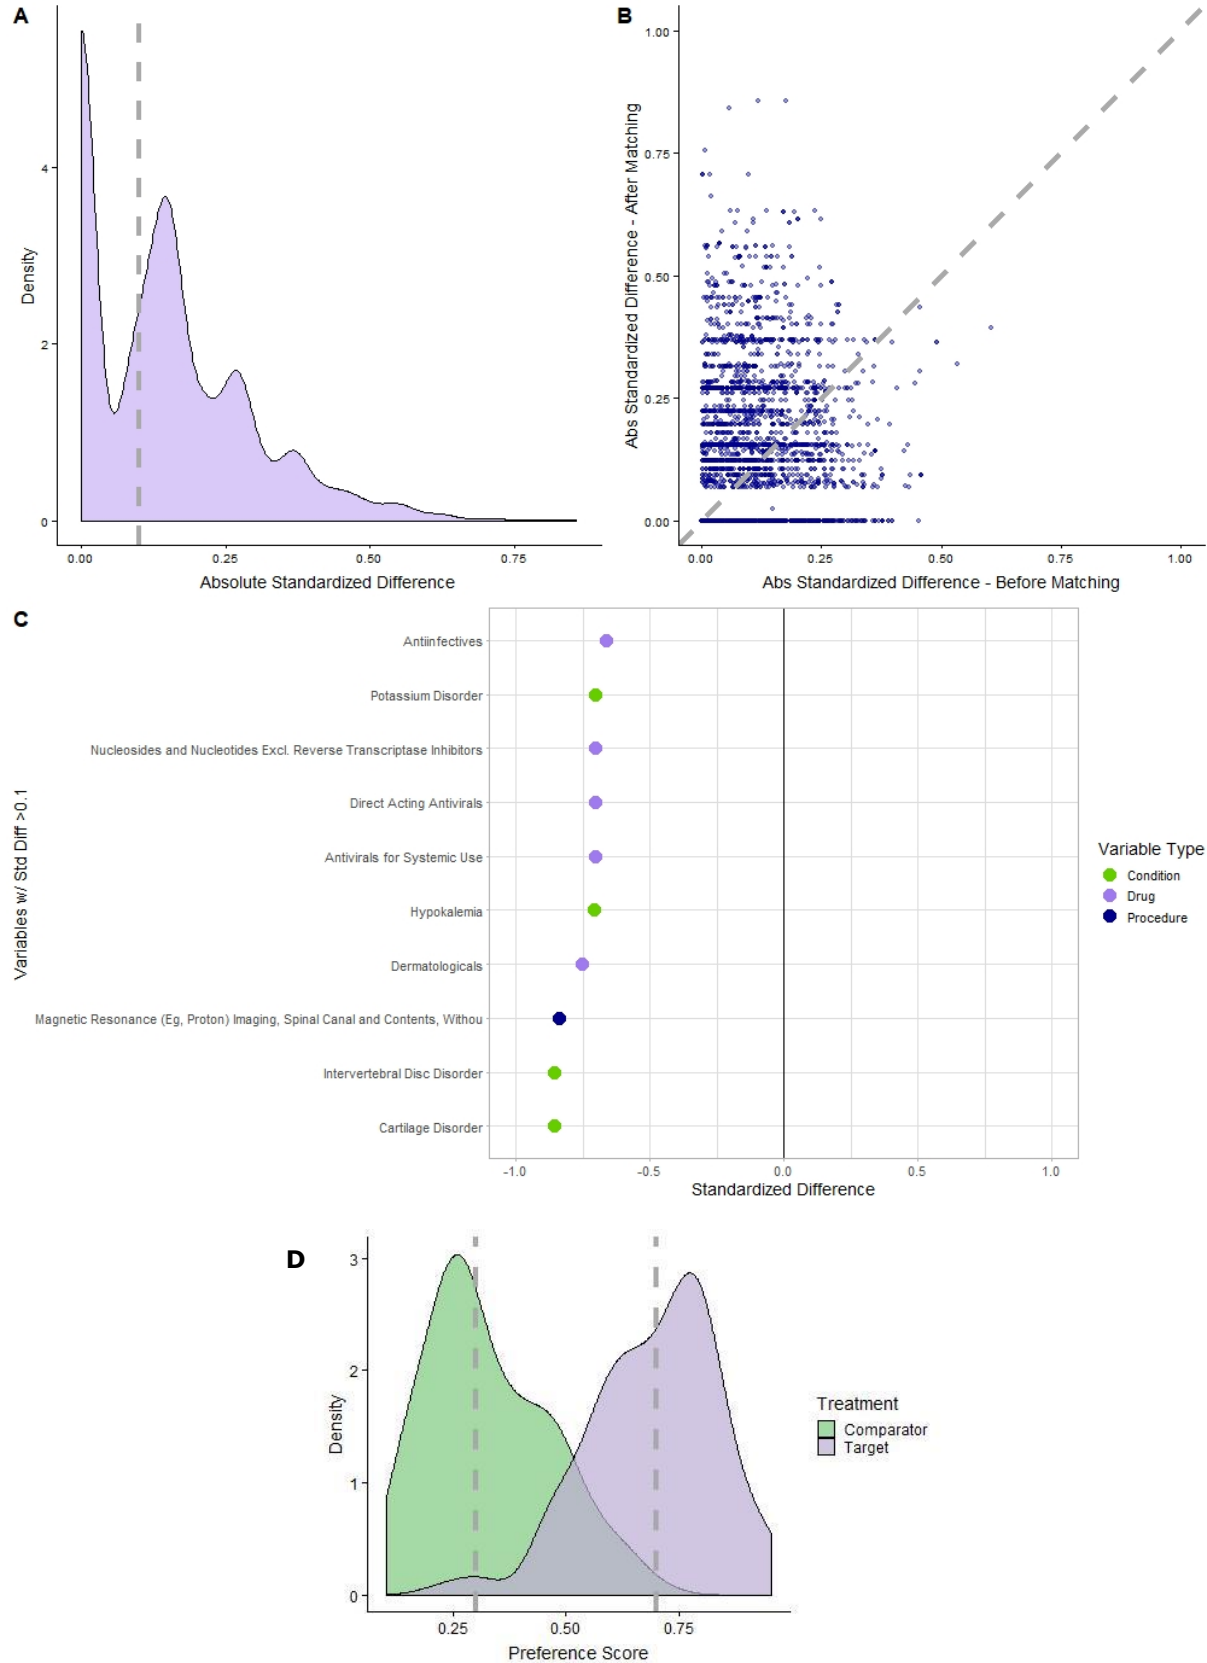 A
Density
4
2
0
0.00 0.25 0.50 0.75
Absolute Standardized Difference
B
Abs Standardized Difference - After Matching
1.00
0.75
0.50
0.25
0.00
0.00 0.25 0.50 0.75 1.00
Abs Standardized Difference - Before Matching
C
Variables w/ Std Diff >0.1
Antiinfectives
Potassium Disorder
Nucleosides and Nucleotides Excl. Reverse Transcriptase Inhibitors
Direct Acting Antivirals
Antivirals for Systemic Use
Hypokalemia
Dermatologicals
Magnetic Resonance (Eg, Proton) Imaging, Spinal Canal and Contents, Withou
Intervertebral Disc Disorder
Cartilage Disorder
-1.0 -0.5 0.0 0.5 1.0
Standardized Difference
Variable Type
Condition
Drug
Procedure
D
Density
3
2
1
0
0.25 0.50 0.75
Preference Score
Treatment
Comparator
Target